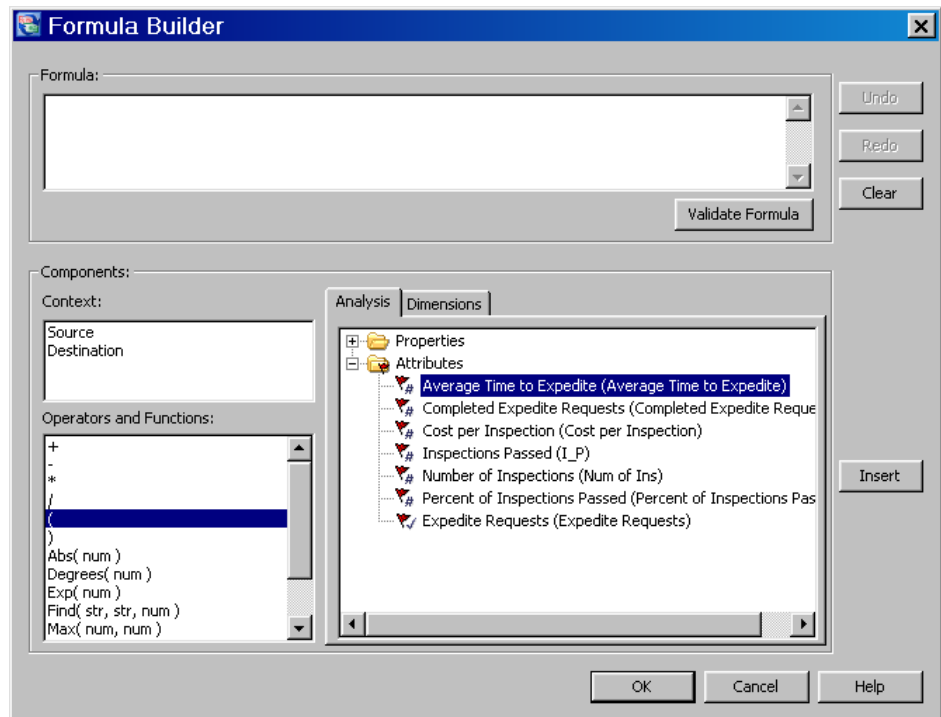 Formula Builder
Formula:
Undo
Redo
Clear
Validate Formula
Components:
Context:
Source
Destination
Operators and Functions:
+
-
*
/
(
)
Abs( num )
Degrees( num )
Exp( num )
Find( str, str, num )
Max( num, num )
Analysis
Dimensions
Properties
Attributes
# Average Time to Expedite (Average Time to Expedite)
# Completed Expedite Requests (Completed Expedite Reque
# Cost per Inspection (Cost per Inspection)
# Inspections Passed (I_P)
# Number of Inspections (Num of Ins)
# Percent of Inspections Passed (Percent of Inspections Pas
Expedite Requests (Expedite Requests)
Insert
OK
Cancel
Help